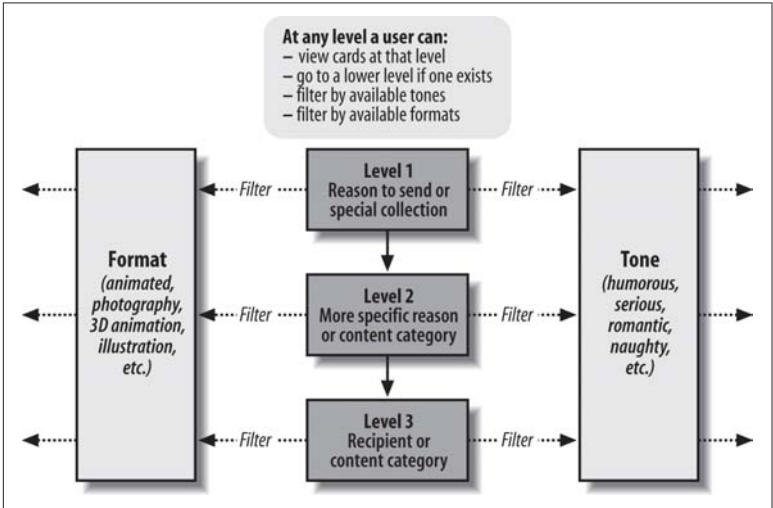 At any level a user can:
– view cards at that level
– go to a lower level if one exists
– filter by available tones
– filter by available formats
Level 1
Reason to send or
special collection
Filter
Filter
Format
(animated,
photography,
3D animation,
illustration,
etc.)
Level 2
More specific reason
or content category
Filter
Filter
Tone
(humorous,
serious,
romantic,
naughty,
etc.)
Level 3
Recipient or
content category
Filter
Filter